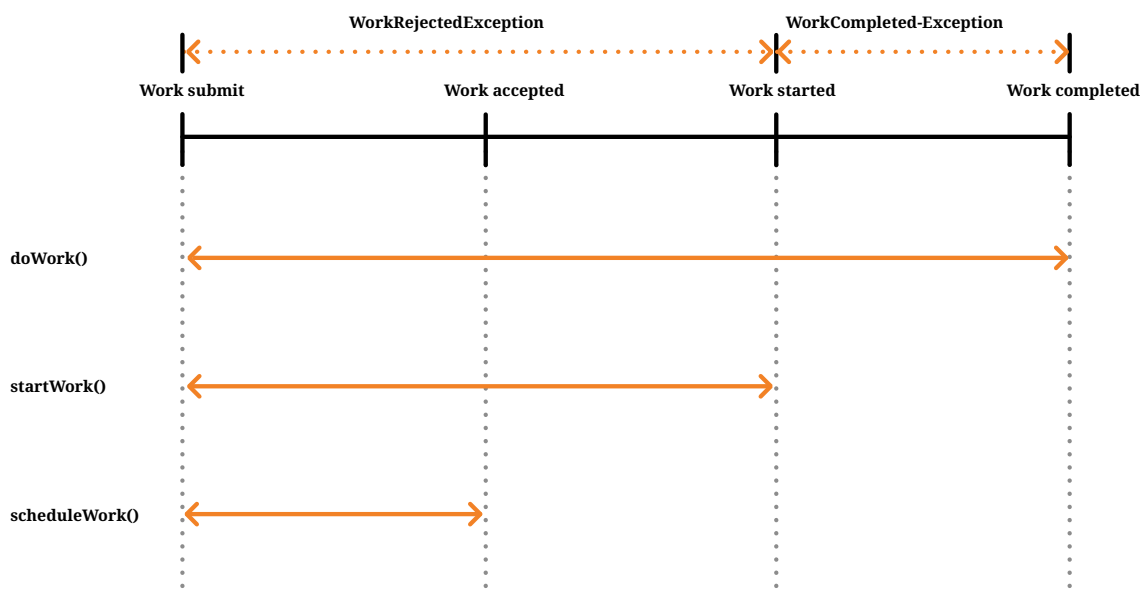 WorkRejectedException
WorkCompleted-Exception
Work submit
Work accepted
Work started
Work completed
doWork()
startWork()
scheduleWork()